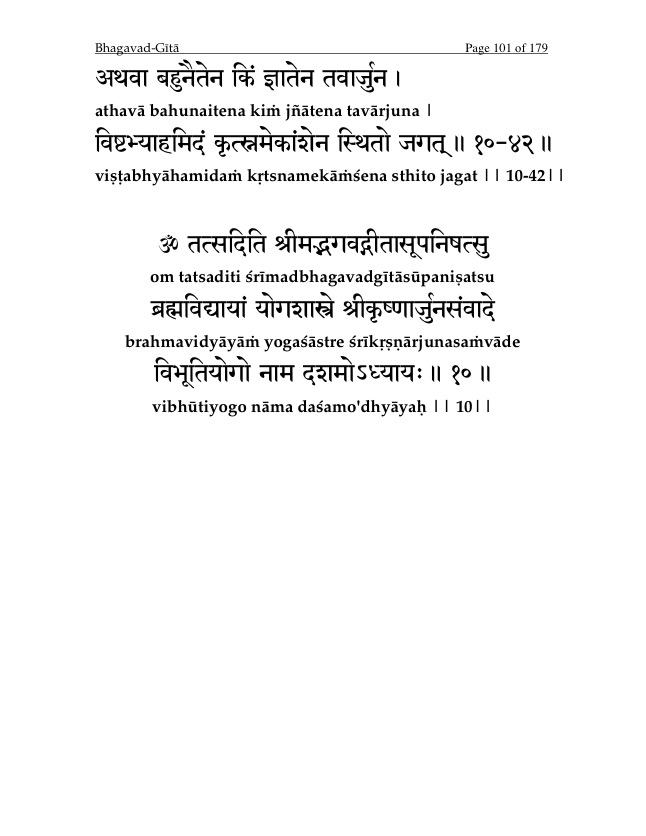 Bhagavad-Gītā Page 101 of 179
अथवा बहुनैतेन किं ज्ञातेन तवार्जुन ।
athavā bahunaitena kiṁ jñātena tavārjuna |
विष्टभ्याहमिदं कृत्स्नमेकांशेन स्थितो जगत् ॥ १०-४२ ॥
viṣṭabhyāhamidaṁ kṛtsnamekāṁśena sthito jagat || 10-42||
ॐ तत्सदिति श्रीमद्भगवद्गीतासूपनिषत्सु
om tatsaditi śrīmadbhagavadgītāsūpaniṣatsu
ब्रह्मविद्यायां योगशास्त्रे श्रीकृष्णार्जुनसंवादे
brahmavidyāyāṁ yogaśāstre śrīkṛṣṇārjunasaṁvāde
विभूतियोगो नाम दशमोऽध्यायः ॥ १० ॥
vibhūtiyogo nāma daśamo'dhyāyaḥ || 10||